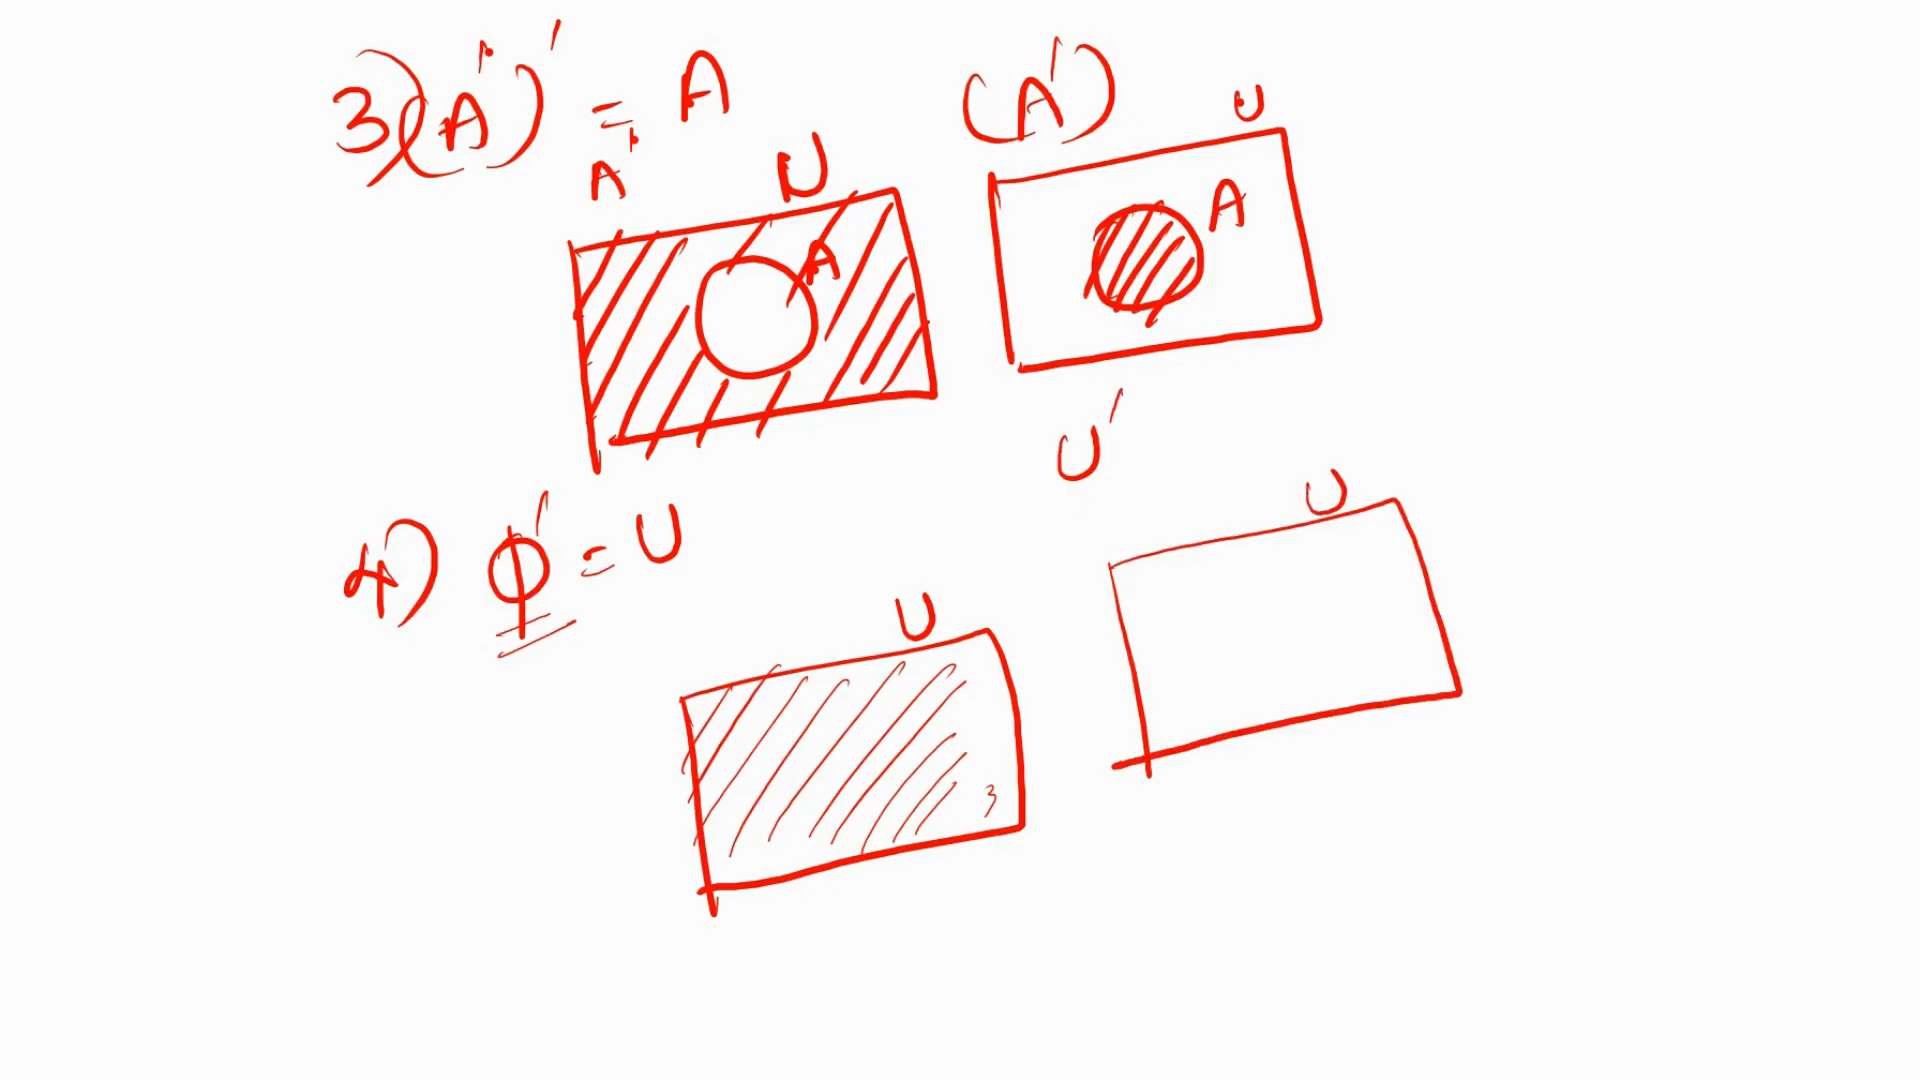 3) (A')' = A
(A')
A'
U
A
U
A
U'
4) φ' = U
U
U